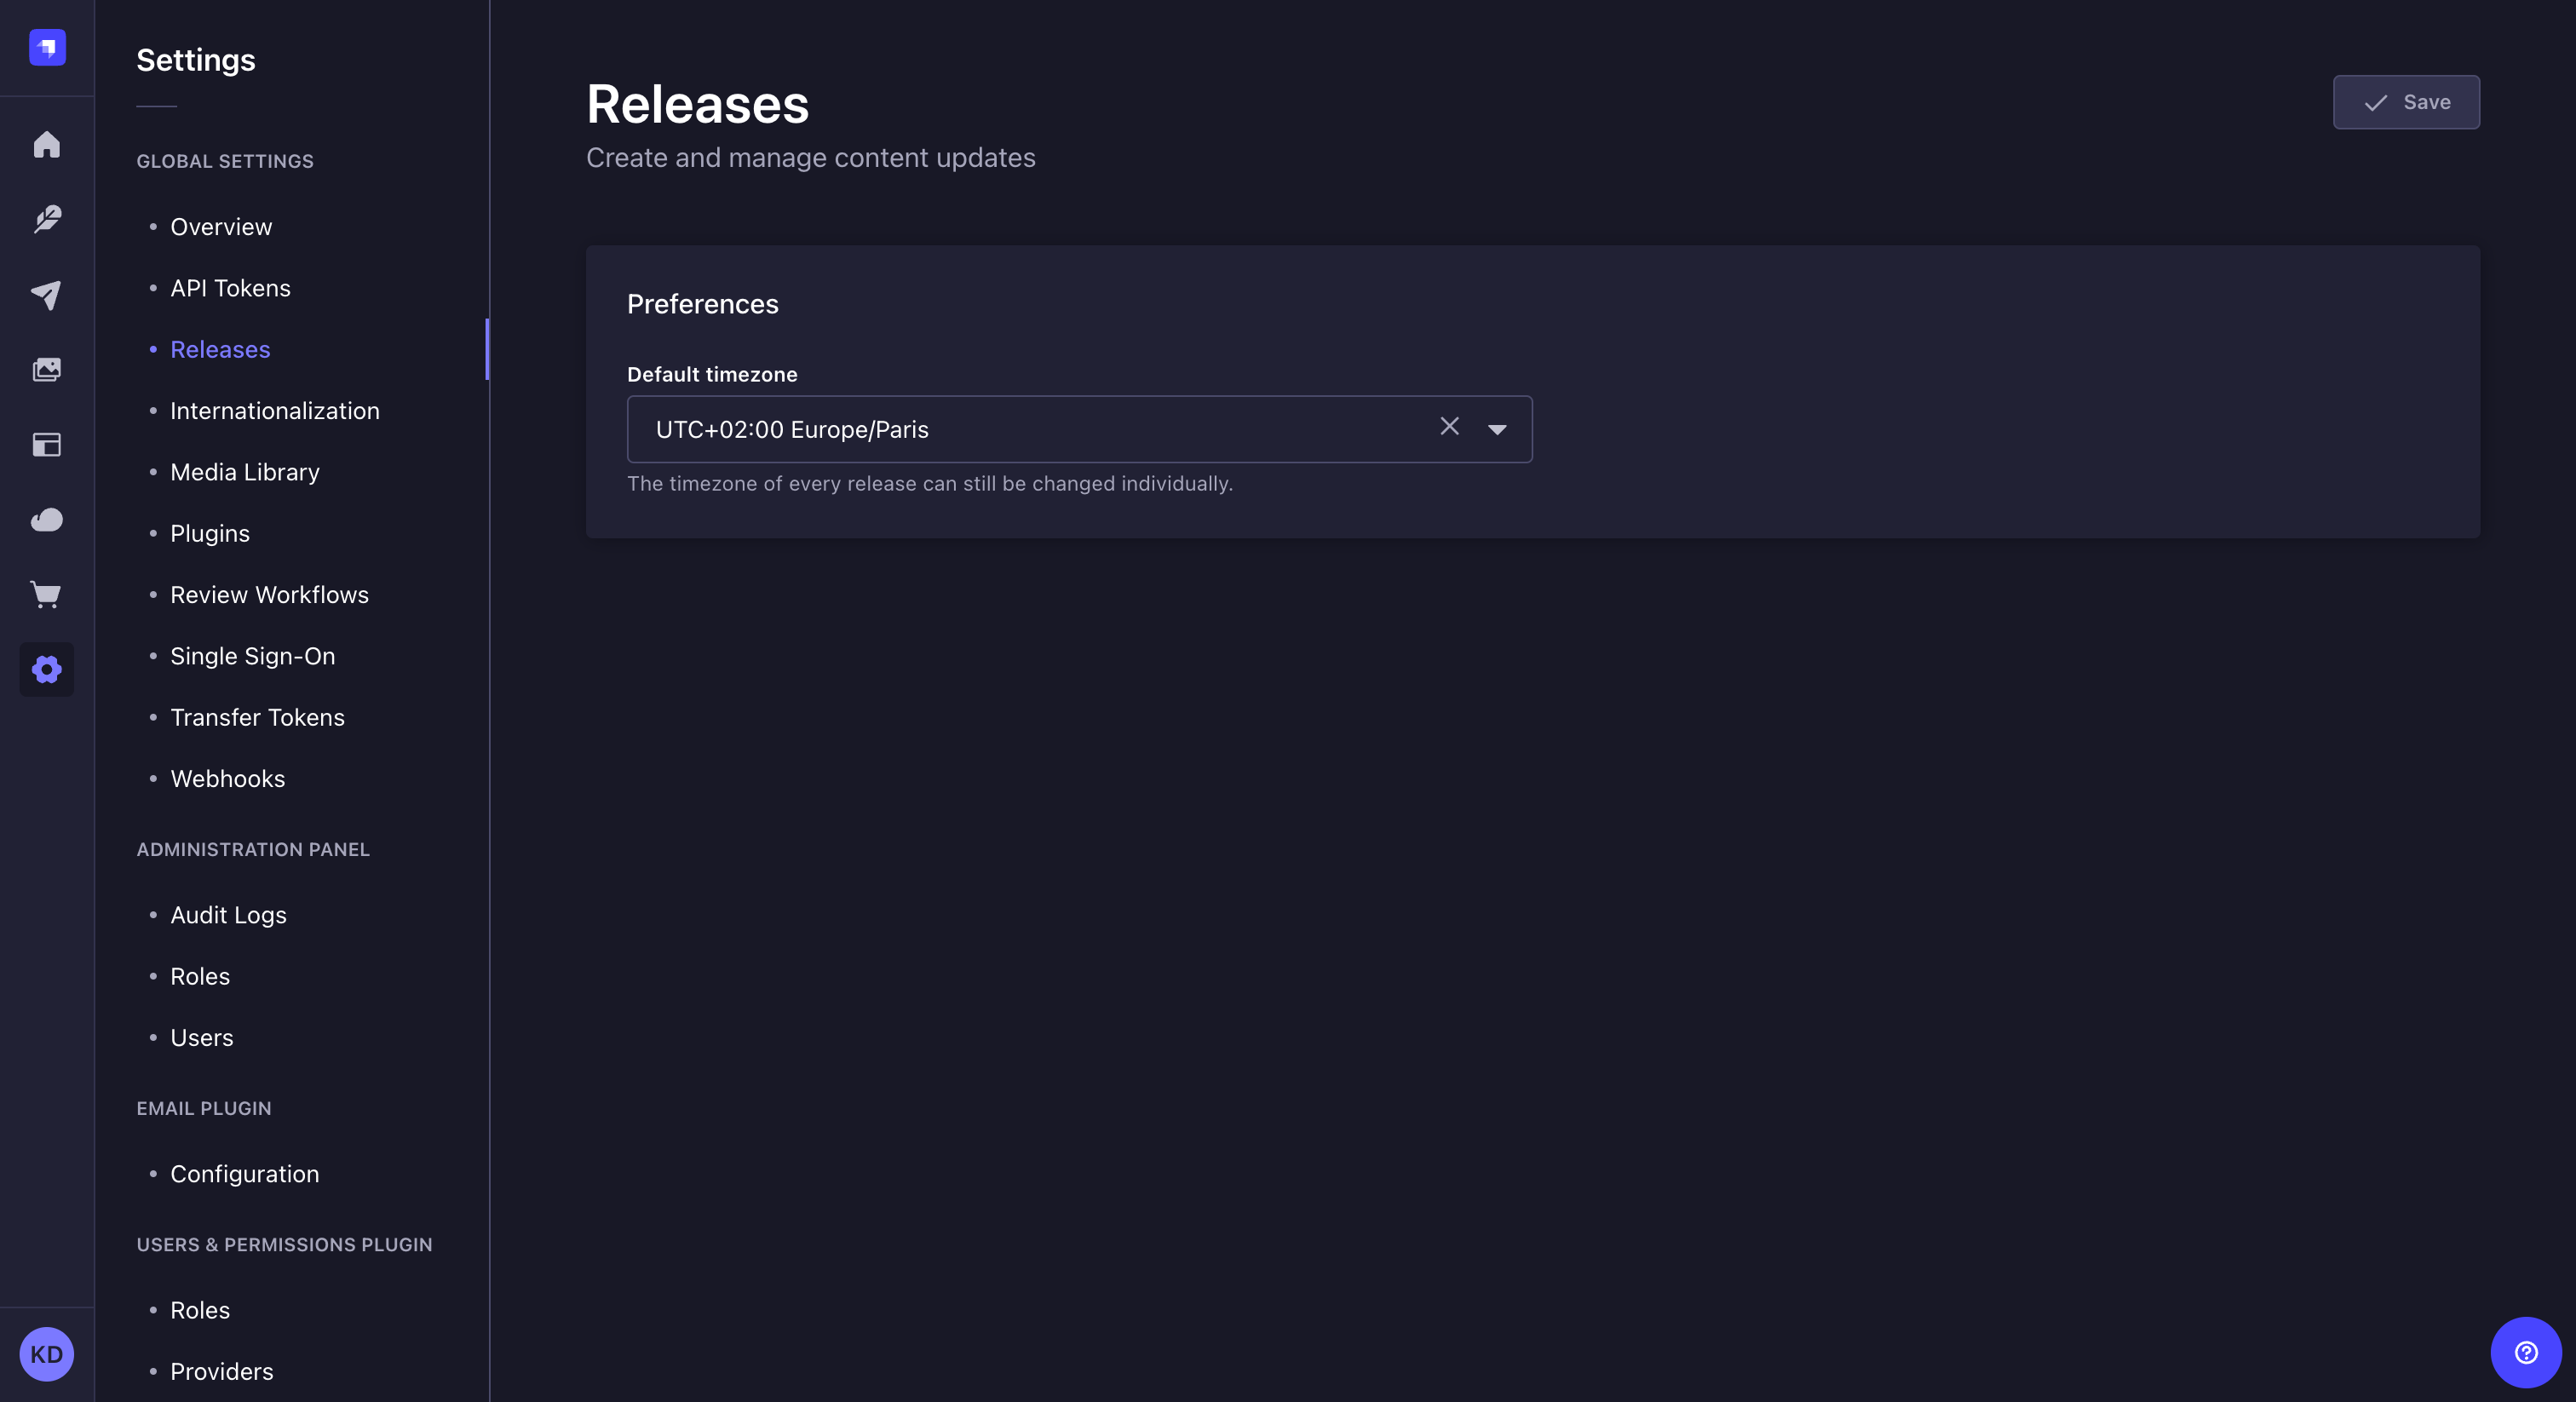 Settings
GLOBAL SETTINGS
Overview
API Tokens
Releases
Internationalization
Media Library
Plugins
Review Workflows
Single Sign-On
Transfer Tokens
Webhooks
ADMINISTRATION PANEL
Audit Logs
Roles
Users
EMAIL PLUGIN
Configuration
USERS & PERMISSIONS PLUGIN
Roles
Providers
KD
Releases
Create and manage content updates
Save
Preferences
Default timezone
UTC+02:00 Europe/Paris
The timezone of every release can still be changed individually.